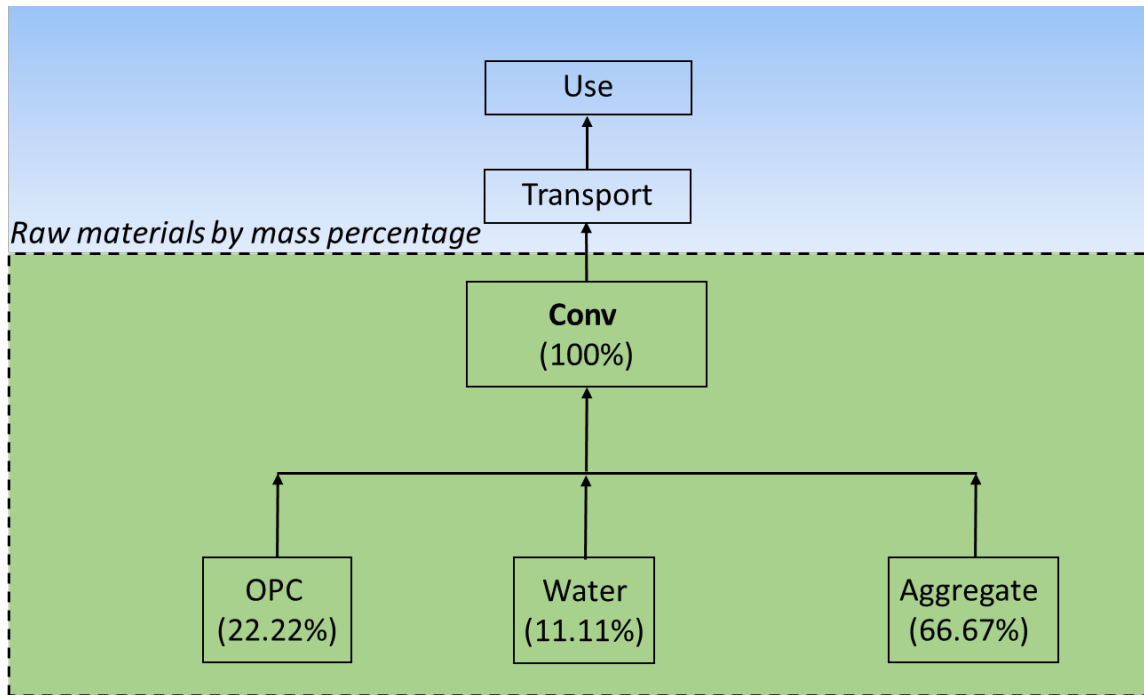 Use
Transport
Raw materials by mass percentage
Conv
(100%)
OPC
(22.22%)
Water
(11.11%)
Aggregate
(66.67%)